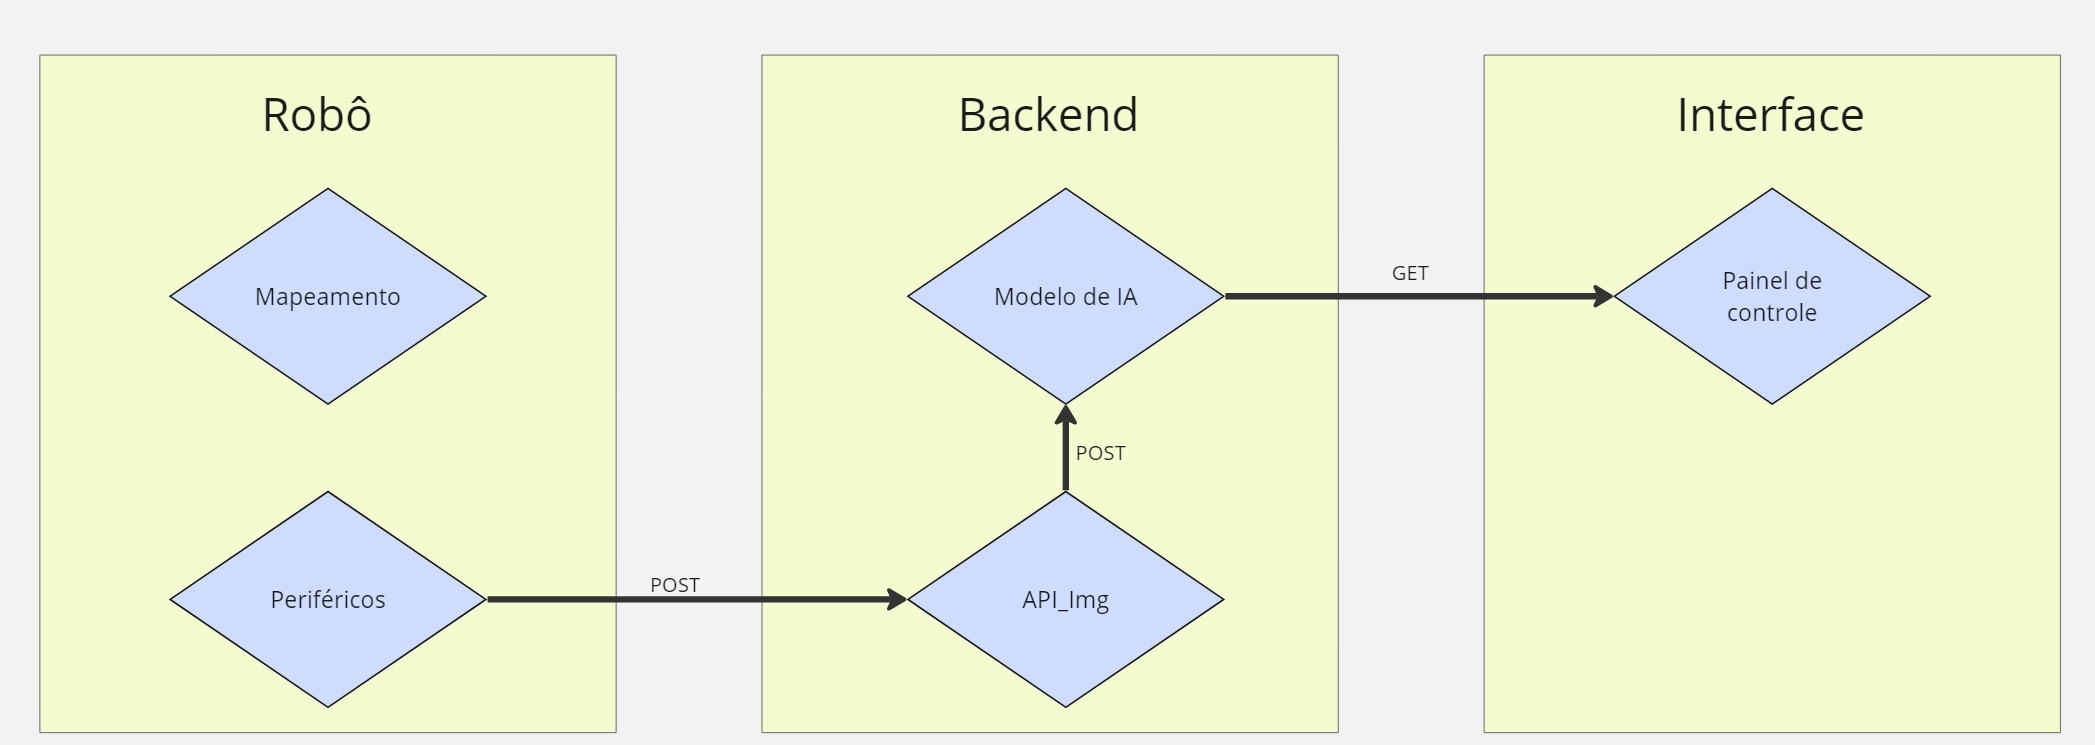 Robô
Backend
Interface
Mapeamento
Modelo de IA
GET
Painel de
controle
POST
Periféricos
POST
API_Img